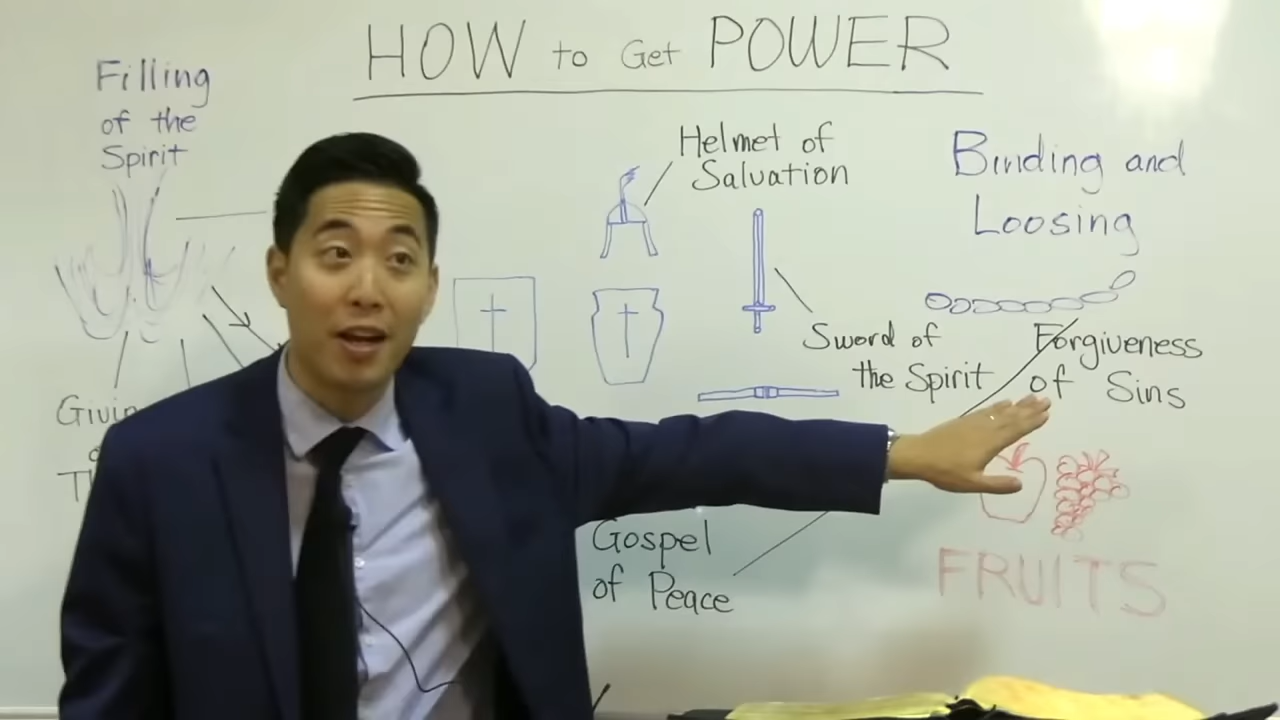 HOW to Get POWER
Filling
of the
Spirit
Helmet of
Salvation
Binding and
Loosing
Sword of
the Spirit
Forgiveness
of Sins
Gospel
of Peace
FRUITS